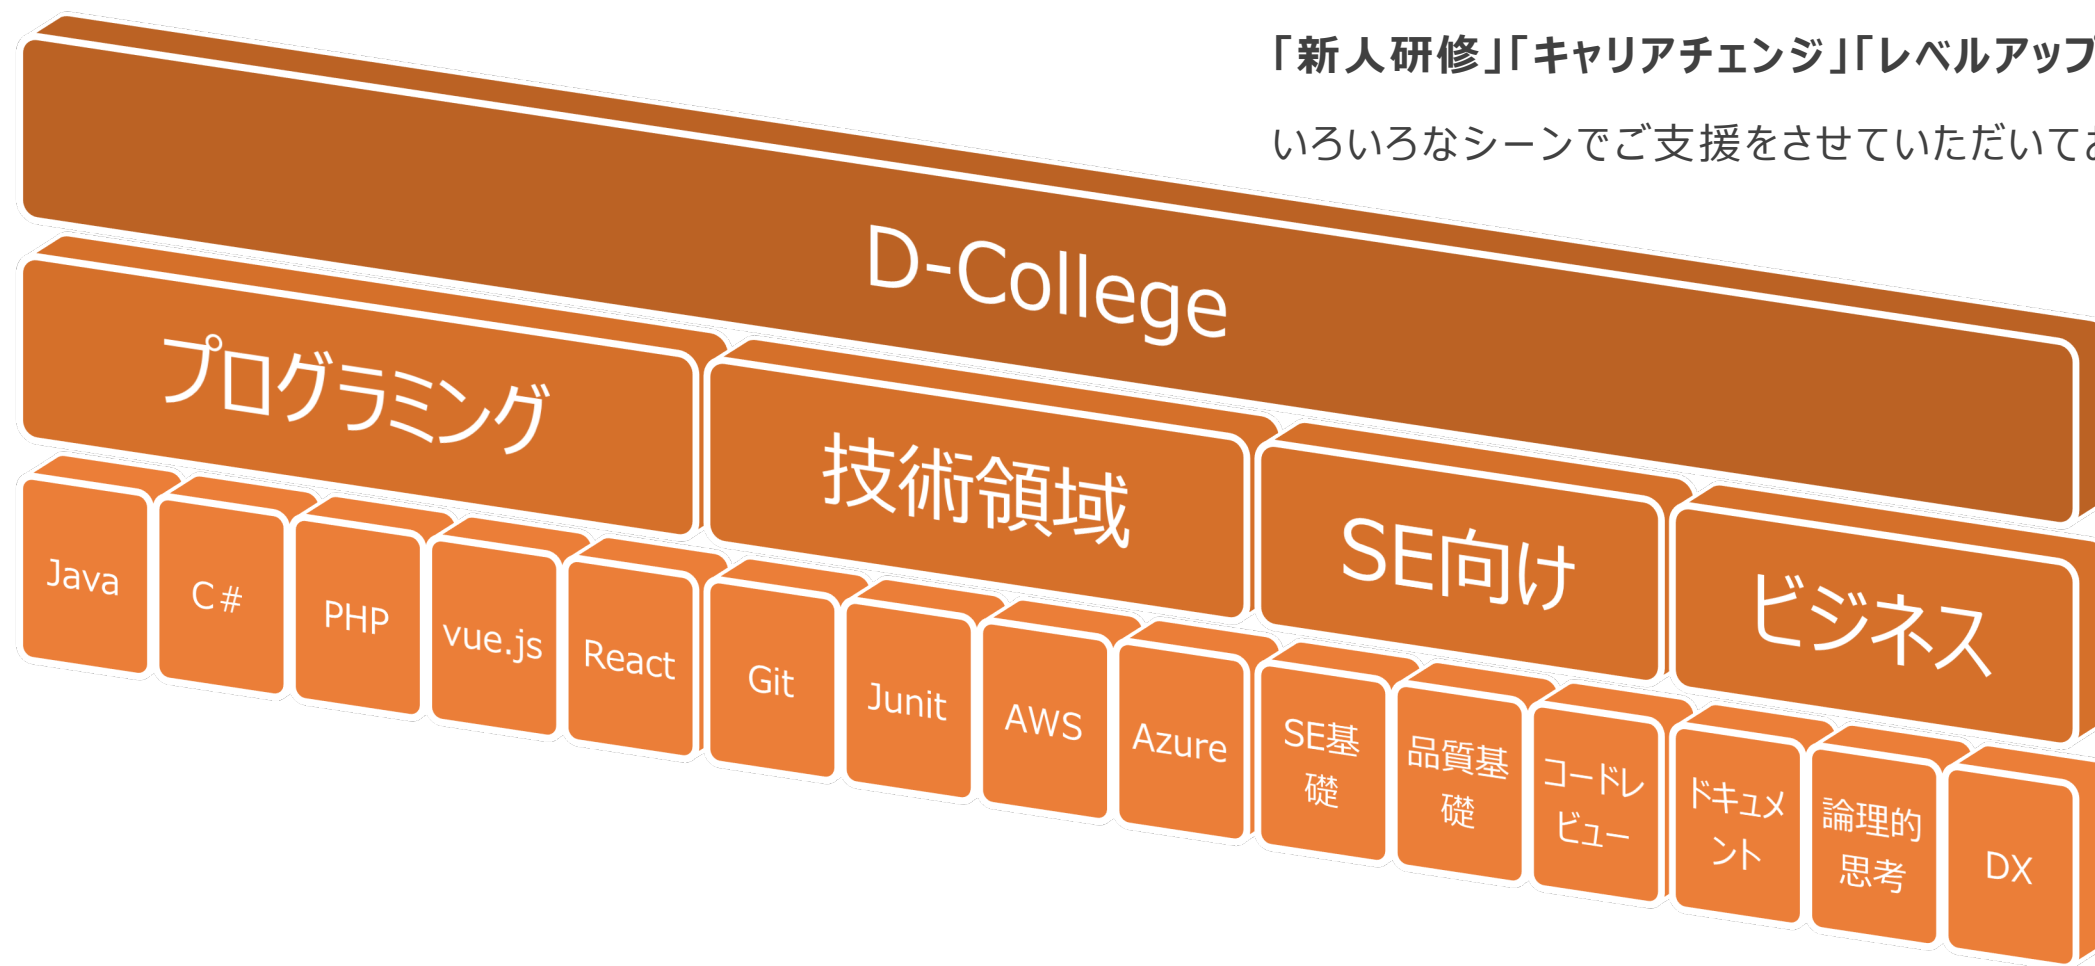 「新人研修」「キャリアチェンジ」「レベルアップ
いろいろなシーンでご支援をさせていただいてお
D-College
プログラミング
技術領域
SE向け
ビジネス
Java
C#
PHP
vue.js
React
Git
Junit
AWS
Azure
SE基
礎
品質基
礎
コードレ
ビュー
ドキュメ
ント
論理的
思考
DX